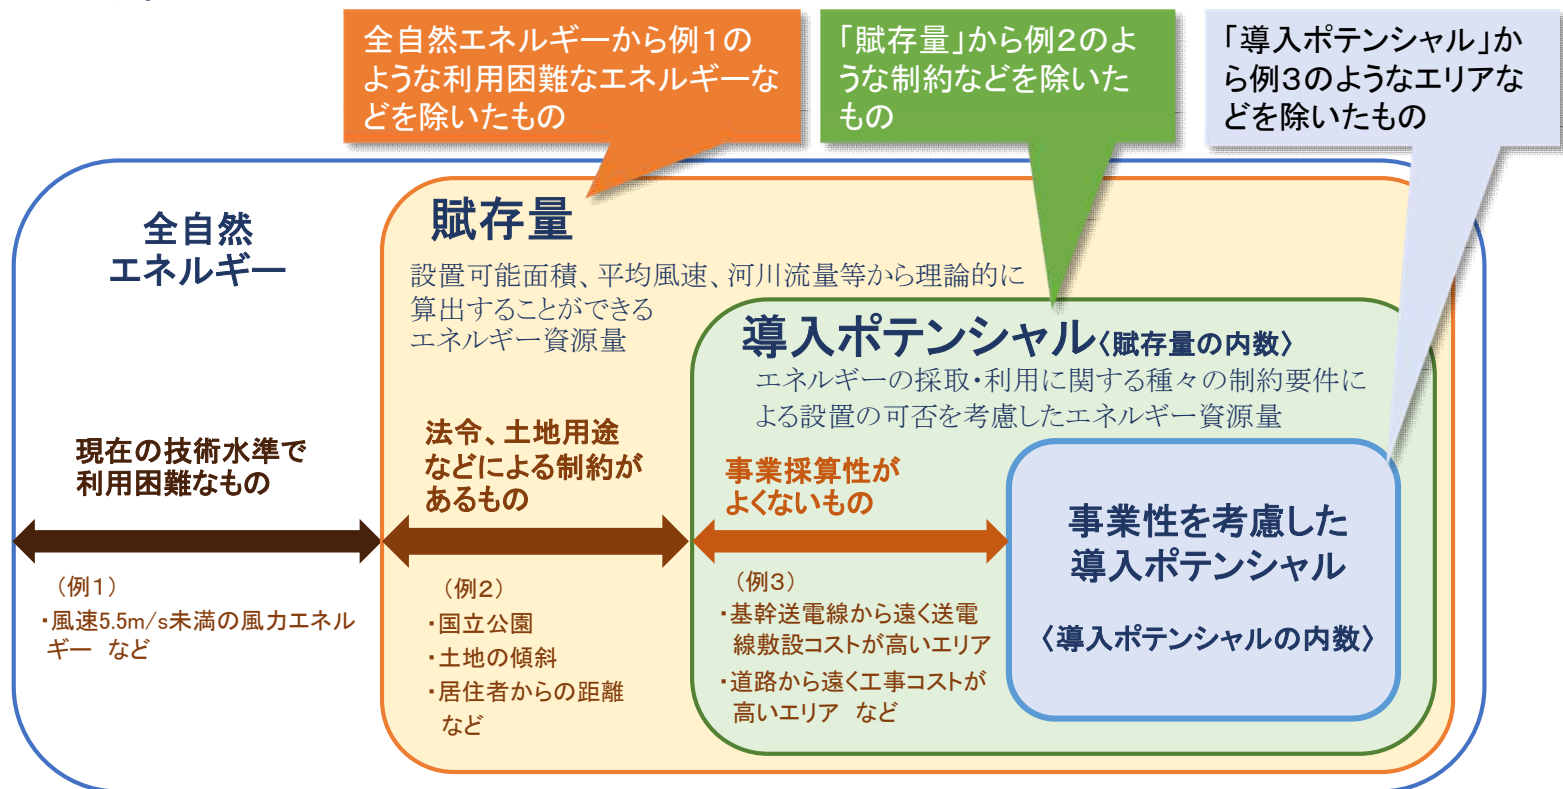 全自然エネルギーから例1の
ような利用困難なエネルギーな
どを除いたもの
「賦存量」から例2のよ
うな制約などを除いた
もの
「導入ポテンシャル」か
ら例3のようなエリアな
どを除いたもの
全自然
エネルギー
賦存量
設置可能面積、平均風速、河川流量等から理論的に
算出することができる
エネルギー資源量
導入ポテンシャル〈賦存量の内数〉
エネルギーの採取・利用に関する種々の制約要件に
よる設置の可否を考慮したエネルギー資源量
現在の技術水準で
利用困難なもの
法令、土地用途
などによる制約が
あるもの
事業採算性が
よくないもの
事業性を考慮した
導入ポテンシャル
〈導入ポテンシャルの内数〉
(例1)
・風速5.5m/s未満の風力エネル
ギー など
(例2)
・国立公園
・土地の傾斜
・居住者からの距離
など
(例3)
・基幹送電線から遠く送電
線敷設コストが高いエリア
・道路から遠く工事コストが
高いエリア など